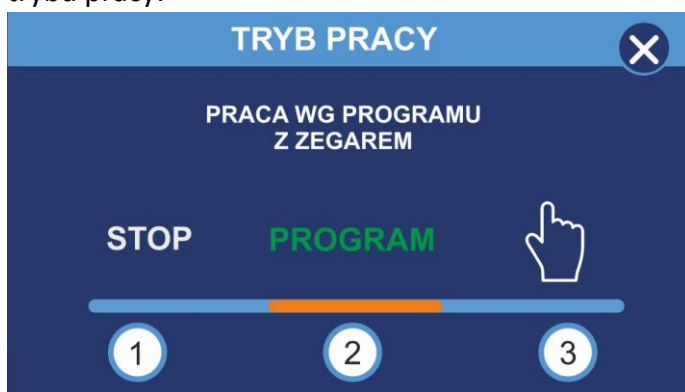 TRYB PRACY
PRACA WG PROGRAMU
Z ZEGAREM
STOP PROGRAM
1 2 3